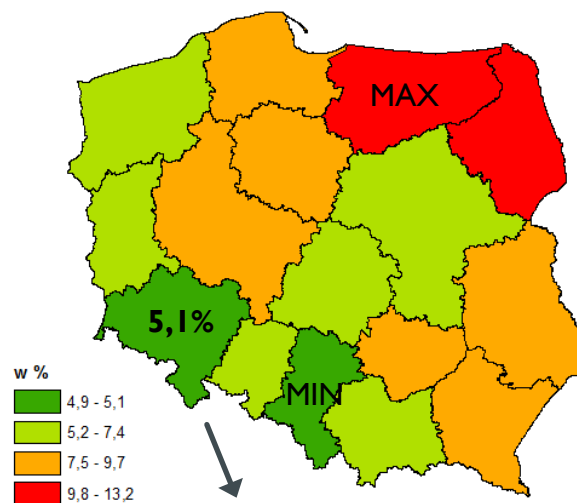 MAX
5,1%
MIN
w %
4,9 - 5,1
5,2 - 7,4
7,5 - 9,7
9,8 - 13,2